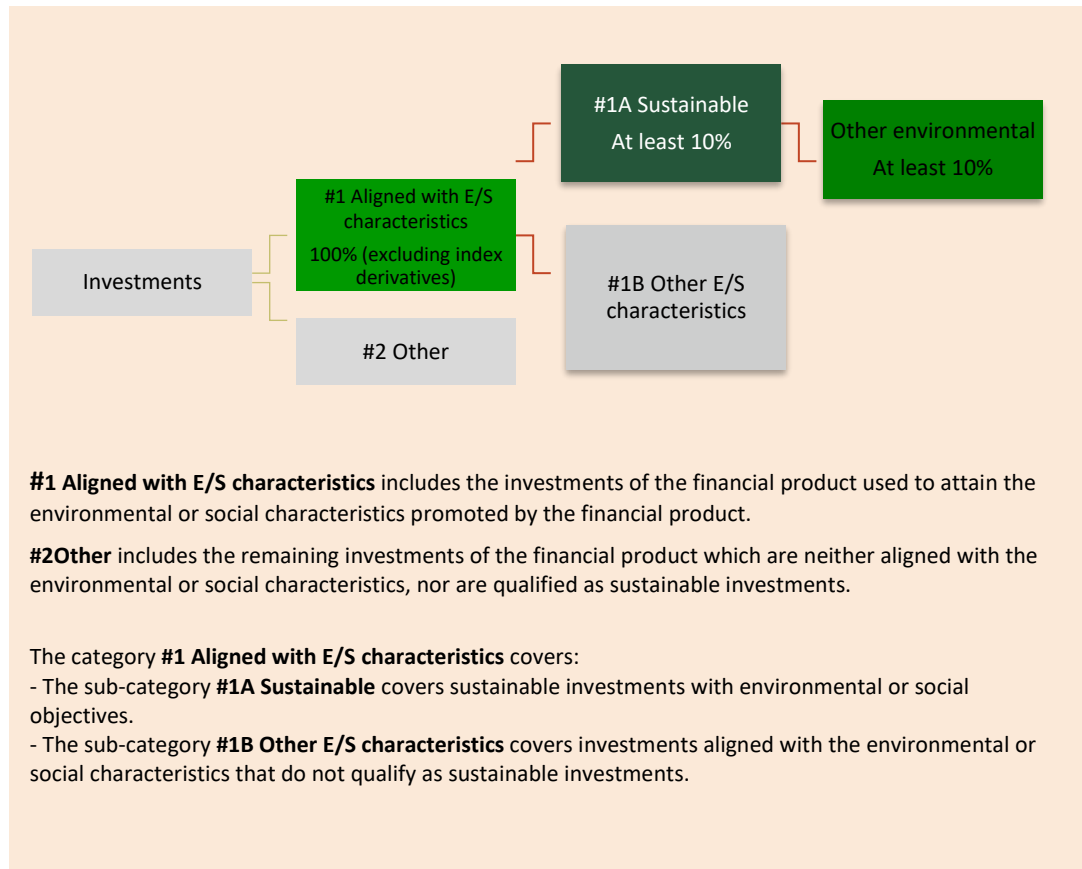 #1A Sustainable
At least 10%
Other environmental
At least 10%
#1 Aligned with E/S
characteristics
100% (excluding index
derivatives)
Investments
#1B Other E/S
characteristics
#2 Other
#1 Aligned with E/S characteristics includes the investments of the financial product used to attain the
environmental or social characteristics promoted by the financial product.
#2Other includes the remaining investments of the financial product which are neither aligned with the
environmental or social characteristics, nor are qualified as sustainable investments.
The category #1 Aligned with E/S characteristics covers:
- The sub-category #1A Sustainable covers sustainable investments with environmental or social
objectives.
- The sub-category #1B Other E/S characteristics covers investments aligned with the environmental or
social characteristics that do not qualify as sustainable investments.